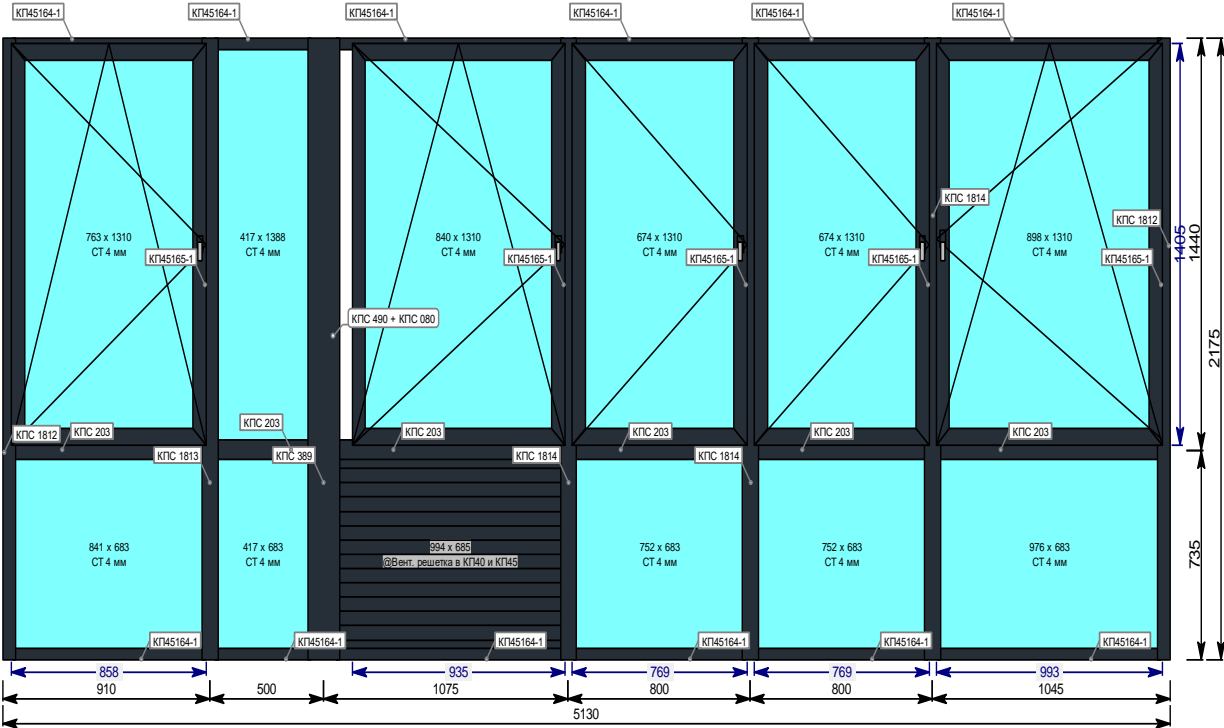 КП45164-1
КП45164-1
КП45164-1
КП45164-1
КП45164-1
КП45164-1
КПС 1814
КПС 1812
763 x 1310
СТ 4 мм
417 x 1388
СТ 4 мм
840 x 1310
СТ 4 мм
674 x 1310
СТ 4 мм
674 x 1310
СТ 4 мм
898 x 1310
СТ 4 мм
КП45165-1
КП45165-1
КП45165-1
КП45165-1
КП45165-1
1405
1440
2175
КПС 490 + КПС 080
КПС 1812
КПС 203
КПС 203
КПС 203
КПС 203
КПС 203
КПС 203
КПС 1813
КПС 389
КПС 1814
КПС 1814
841 x 683
СТ 4 мм
417 x 683
СТ 4 мм
994 x 685
@Вент. решетка в КП40 и КП45
752 x 683
СТ 4 мм
752 x 683
СТ 4 мм
976 x 683
СТ 4 мм
735
КП45164-1
КП45164-1
КП45164-1
КП45164-1
КП45164-1
КП45164-1
858
935
769
769
993
910
500
1075
800
800
1045
5130